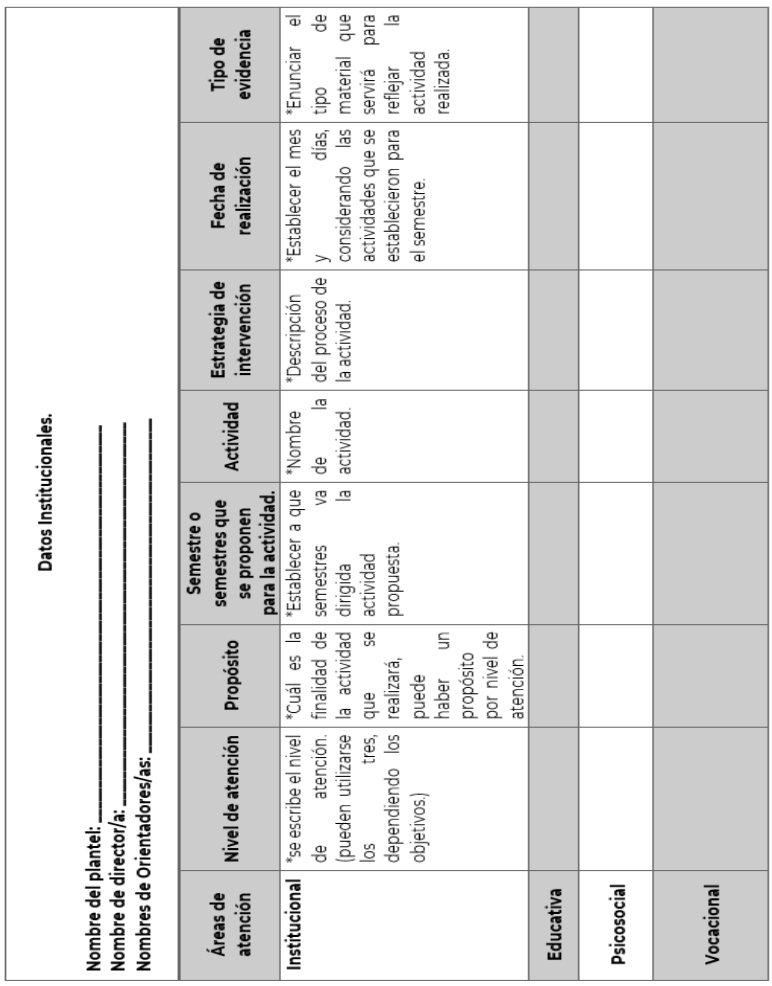 Datos Institucionales.
Nombre del plantel: ___________________________________________
Nombre de director/a: ___________________________________________
Nombres de Orientadores/as: ___________________________________________
Áreas de
atención
Nivel de atención
Propósito
Semestre o
semestres que
se proponen
para la actividad.
Actividad
Estrategia de
intervención
Fecha de
realización
Tipo de
evidencia
Institucional
*se escribe el nivel
de atención.
(pueden utilizarse
los tres,
dependiendo los
objetivos.)
*Cuál es la
finalidad de
la actividad
que se
realizará,
puede
haber un
propósito
por nivel de
atención.
*Establecer a que
semestres va
dirigida la
actividad
propuesta.
*Nombre
de la
actividad.
*Descripción
del proceso de
la actividad.
*Establecer el mes
y días,
considerando las
actividades que se
establecieron para
el semestre.
*Enunciar el
tipo de
material que
servirá para
reflejar la
actividad
realizada.
Educativa
Psicosocial
Vocacional